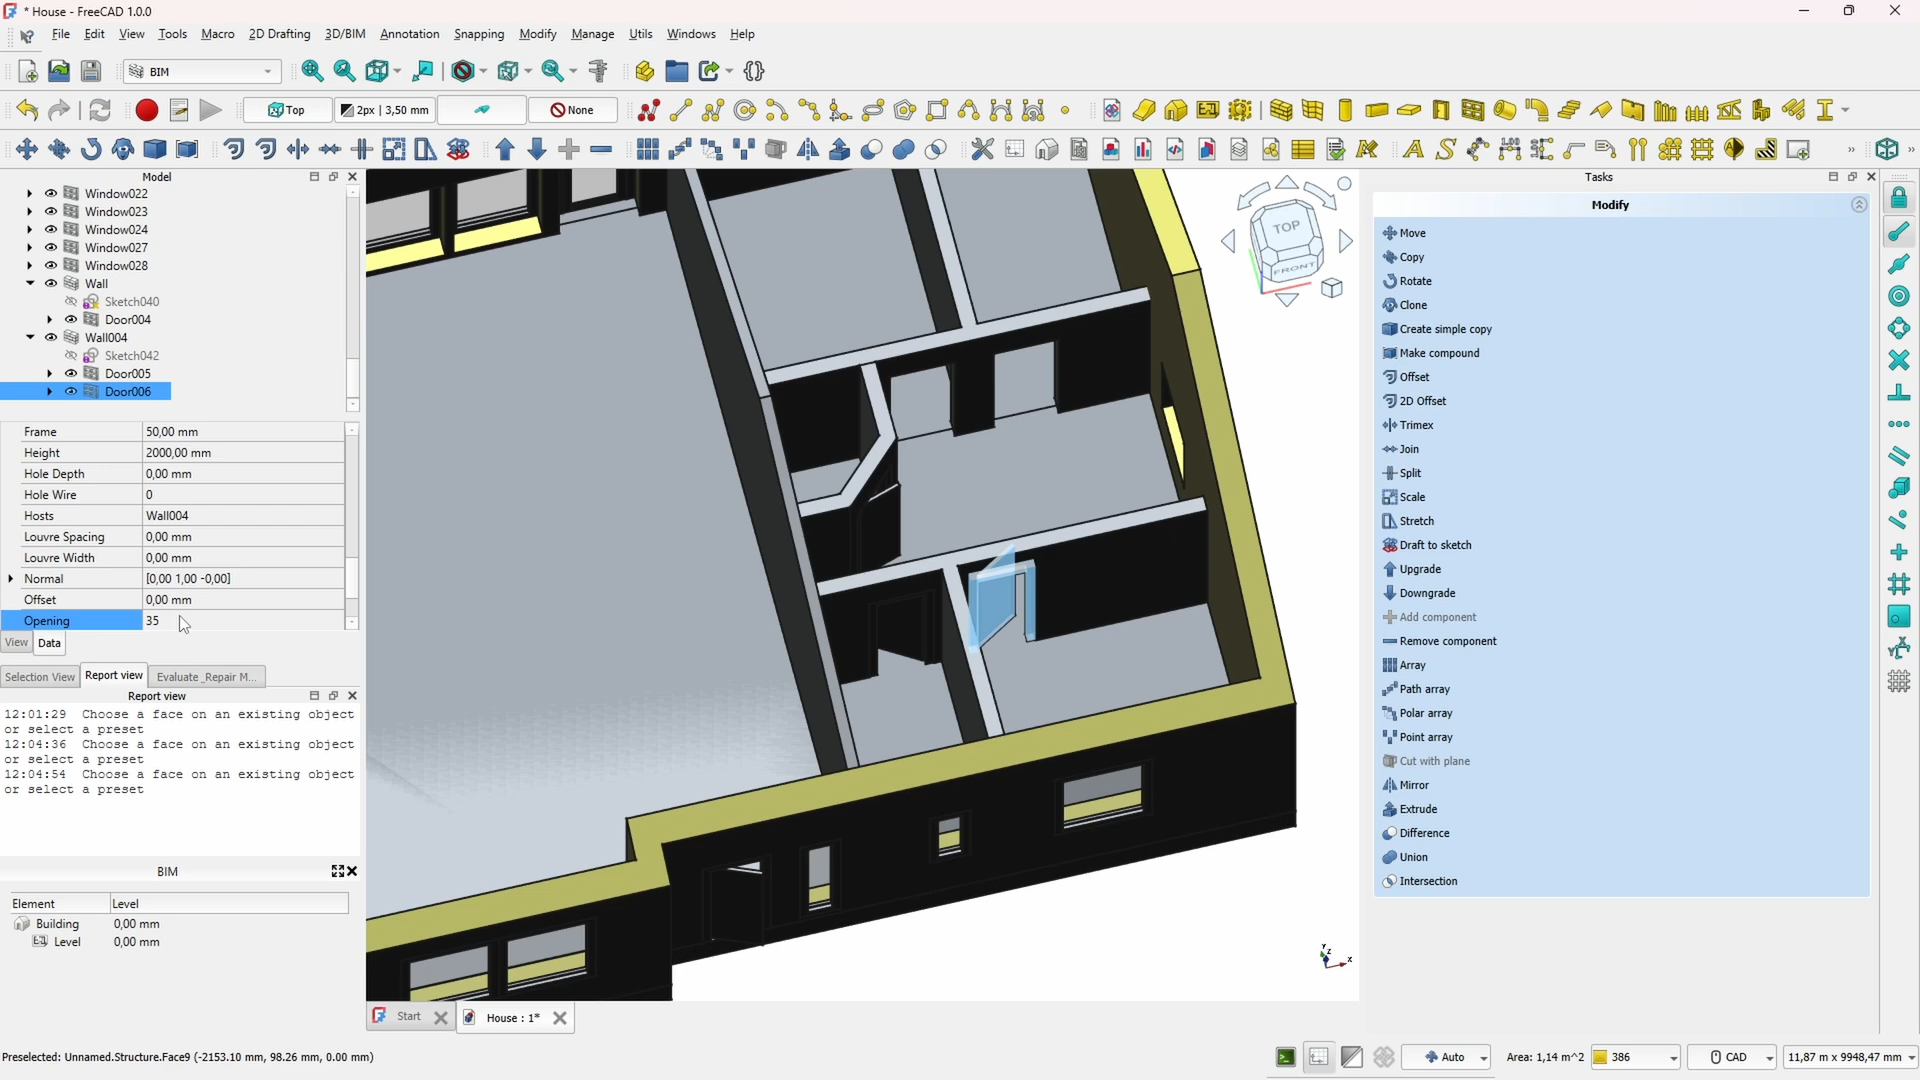 * House - FreeCAD 1.0.0
File Edit View Tools Macro 2D Drafting 3D/BIM Annotation Snapping Modify Manage Utils Windows Help
BIM
Top 2px | 3,50 mm None
Model
Window022
Window023
Window024
Window027
Window028
Wall
Sketch040
Door004
Wall004
Sketch042
Door005
Door006
Frame 50,00 mm
Height 2000,00 mm
Hole Depth 0,00 mm
Hole Wire 0
Hosts Wall004
Louvre Spacing 0,00 mm
Louvre Width 0,00 mm
Normal [0,00 1,00 -0,00]
Offset 0,00 mm
Opening 35
View Data
Selection View Report view Evaluate _Repair M...
Report view
12:01:29 Choose a face on an existing object
or select a preset
12:04:36 Choose a face on an existing object
or select a preset
12:04:54 Choose a face on an existing object
or select a preset
BIM
Element Level
Building 0,00 mm
Level 0,00 mm
TOP
FRONT
Y
Z
x
Start House : 1*
Tasks
Modify
Move
Copy
Rotate
Clone
Create simple copy
Make compound
Offset
2D Offset
Trimex
Join
Split
Scale
Stretch
Draft to sketch
Upgrade
Downgrade
Add component
Remove component
Array
Path array
Polar array
Point array
Cut with plane
Mirror
Extrude
Difference
Union
Intersection
Preselected: Unnamed.Structure.Face9 (-2153.10 mm, 98.26 mm, 0.00 mm)
Auto Area: 1,14 m^2 386 CAD 11,87 m x 9948,47 mm